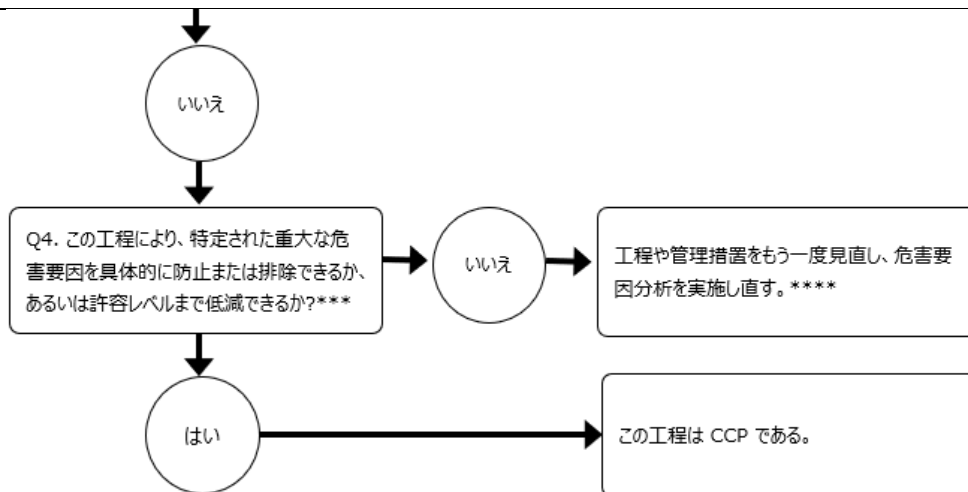 いいえ
Q4. この工程により、特定された重大な危
害要因を具体的に防止または排除できるか、
あるいは許容レベルまで低減できるか?***
いいえ
工程や管理措置をもう一度見直し、危害要
因分析を実施し直す。****
はい
この工程は CCP である。